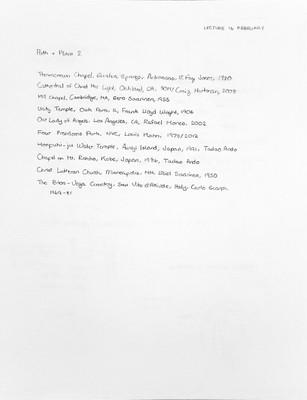 LECTURE 16 FEBRUARY
Path + Place 2
Thorncrown Chapel, Eureka Springs, Arkansas, E. Fay Jones, 1980
Cathedral of Christ the Light, Oakland, CA, SOM/Craig Hartman, 2008
MIT Chapel, Cambridge, MA, Eero Saarinen, 1955
Unity Temple, Oak Park, IL, Frank Lloyd Wright, 1906
Our Lady of Angels, Los Angeles, CA, Rafael Moneo, 2002
Four Freedoms Park, NYC, Louis Kahn, 1973/2012
Honpuku-ji Water Temple, Awaji Island, Japan, 1991, Tadao Ando
Chapel on Mt. Rokko, Kobe, Japan, 1986, Tadao Ando
Christ Lutheran Church, Minneapolis, MN, Eliel Saarinen, 1950
The Brion-Vega Cemetery, San Vito d'Altivole, Italy, Carlo Scarpa
1969-81